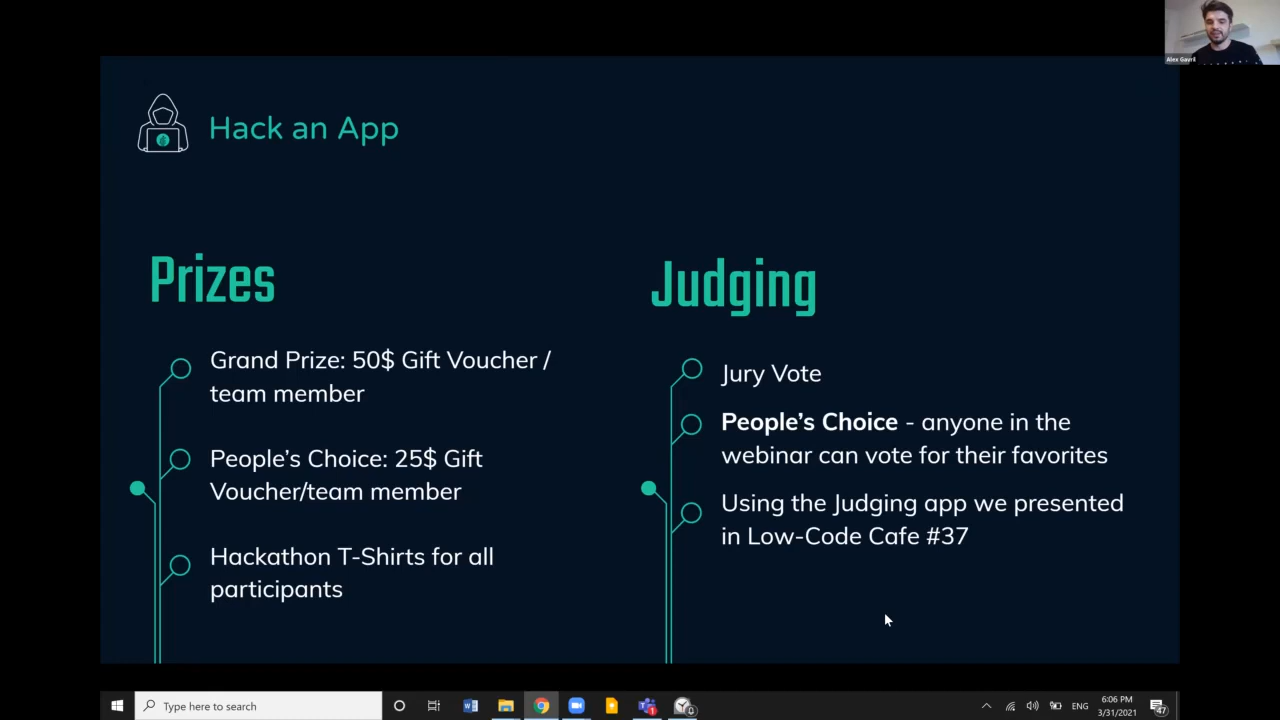 Alex Gavril
Hack an App
Prizes
Grand Prize: 50$ Gift Voucher /
team member
People’s Choice: 25$ Gift
Voucher/team member
Hackathon T-Shirts for all
participants
Judging
Jury Vote
People’s Choice - anyone in the
webinar can vote for their favorites
Using the Judging app we presented
in Low-Code Cafe #37
Type here to search
ENG
6:06 PM
3/31/2021
47